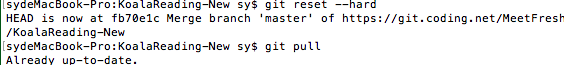 [sydeMacBook-Pro:KoalaReading-New sy$ git reset --hard
HEAD is now at fb70e1c Merge branch 'master' of https://git.coding.net/MeetFresh
/KoalaReading-New
[sydeMacBook-Pro:KoalaReading-New sy$ git pull
Already up-to-date.